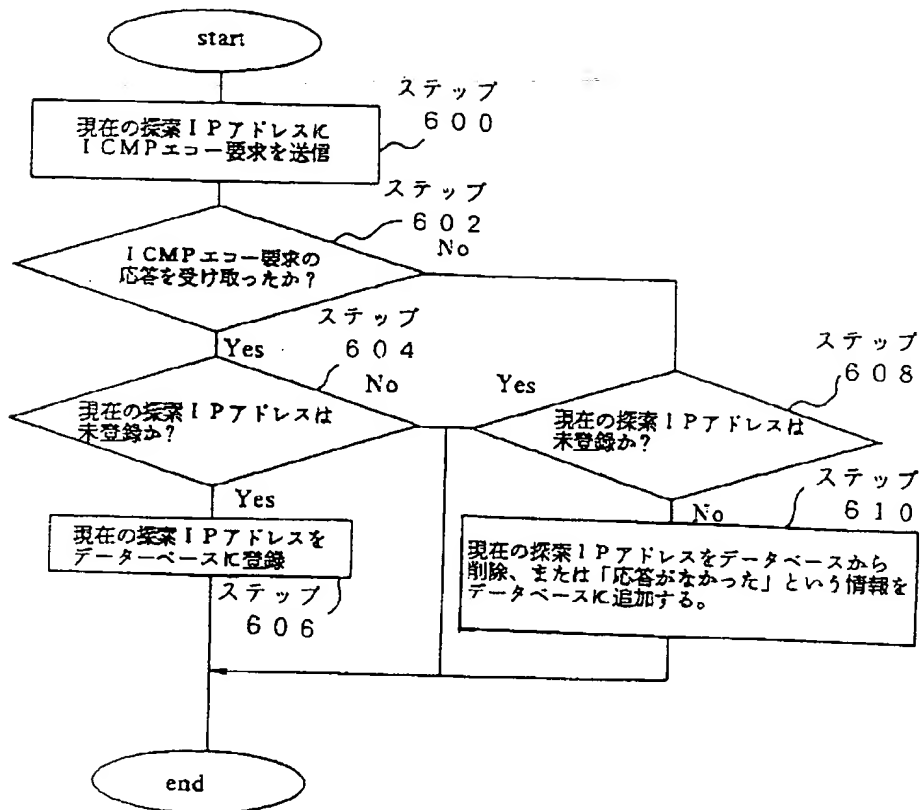 start
ステップ
600
現在の探索IPアドレスに
ICMPエコー要求を送信
ステップ
602
No
ICMPエコー要求の
応答を受け取ったか?
Yes
ステップ
604
No
現在の探索IPアドレスは
未登録か?
Yes
ステップ
608
現在の探索IPアドレスは
未登録か?
Yes
現在の探索IPアドレスを
データーベースに登録
ステップ
606
No
ステップ
610
現在の探索IPアドレスをデータベースから
削除、または「応答がなかった」という情報を
データベースに追加する。
end